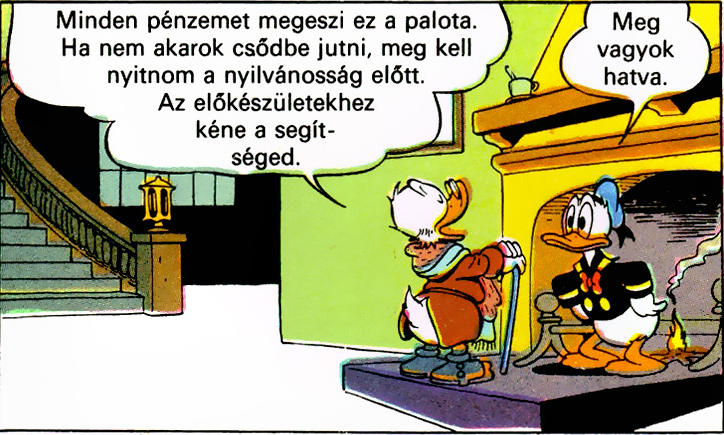 Minden pénzemet megeszi ez a palota.
Ha nem akarok csődbe jutni, meg kell
nyitnom a nyilvánosság előtt.
Az előkészületekhez
kéne a segít-
séged.
Meg
vagyok
hatva.